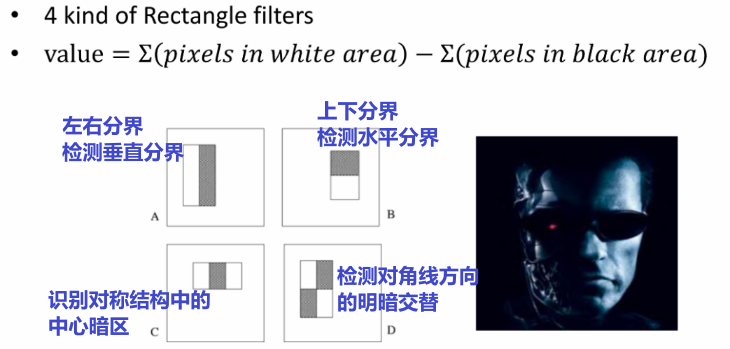 • 4 kind of Rectangle filters
• value = Σ(pixels in white area) − Σ(pixels in black area)
左右分界
检测垂直分界
上下分界
检测水平分界
A
B
识别对称结构中的
中心暗区
C
检测对角线方向
的明暗交替
D